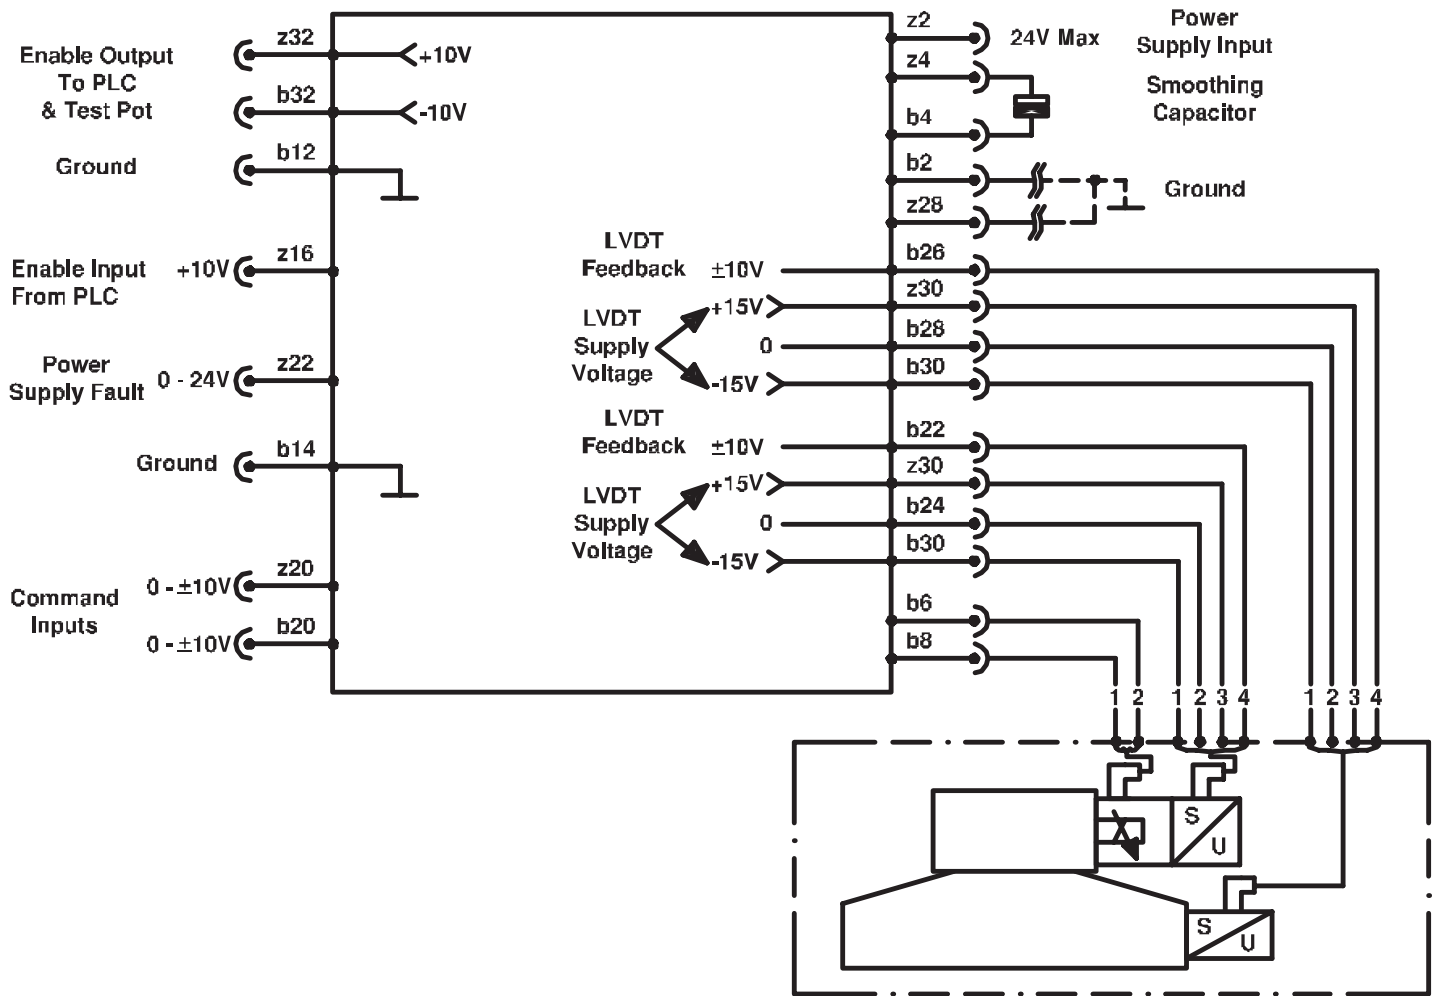 Enable Output
To PLC
& Test Pot
z32
+10V
b32
-10V
Ground
b12
Enable Input
From PLC
+10V
z16
Power
Supply Fault
0 - 24V
z22
Ground
b14
Command
Inputs
0 - ±10V
z20
0 - ±10V
b20
z2
24V Max
Power
Supply Input
z4
Smoothing
Capacitor
b4
b2
Ground
z28
LVDT
Feedback
±10V
b26
LVDT
Supply
Voltage
+15V
z30
0
b28
-15V
b30
LVDT
Feedback
±10V
b22
LVDT
Supply
Voltage
+15V
z30
0
b24
-15V
b30
b6
b8
1 2 1 2 3 4 1 2 3 4
S
U
S
U